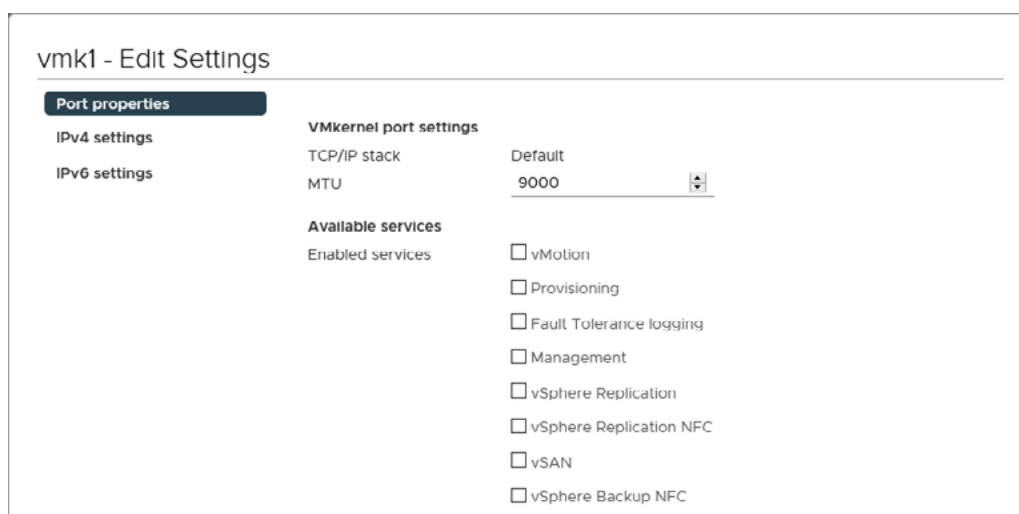 vmk1 - Edit Settings
Port properties
IPv4 settings
IPv6 settings
VMkernel port settings
TCP/IP stack Default
MTU 9000
Available services
Enabled services vMotion
Provisioning
Fault Tolerance logging
Management
vSphere Replication
vSphere Replication NFC
vSAN
vSphere Backup NFC